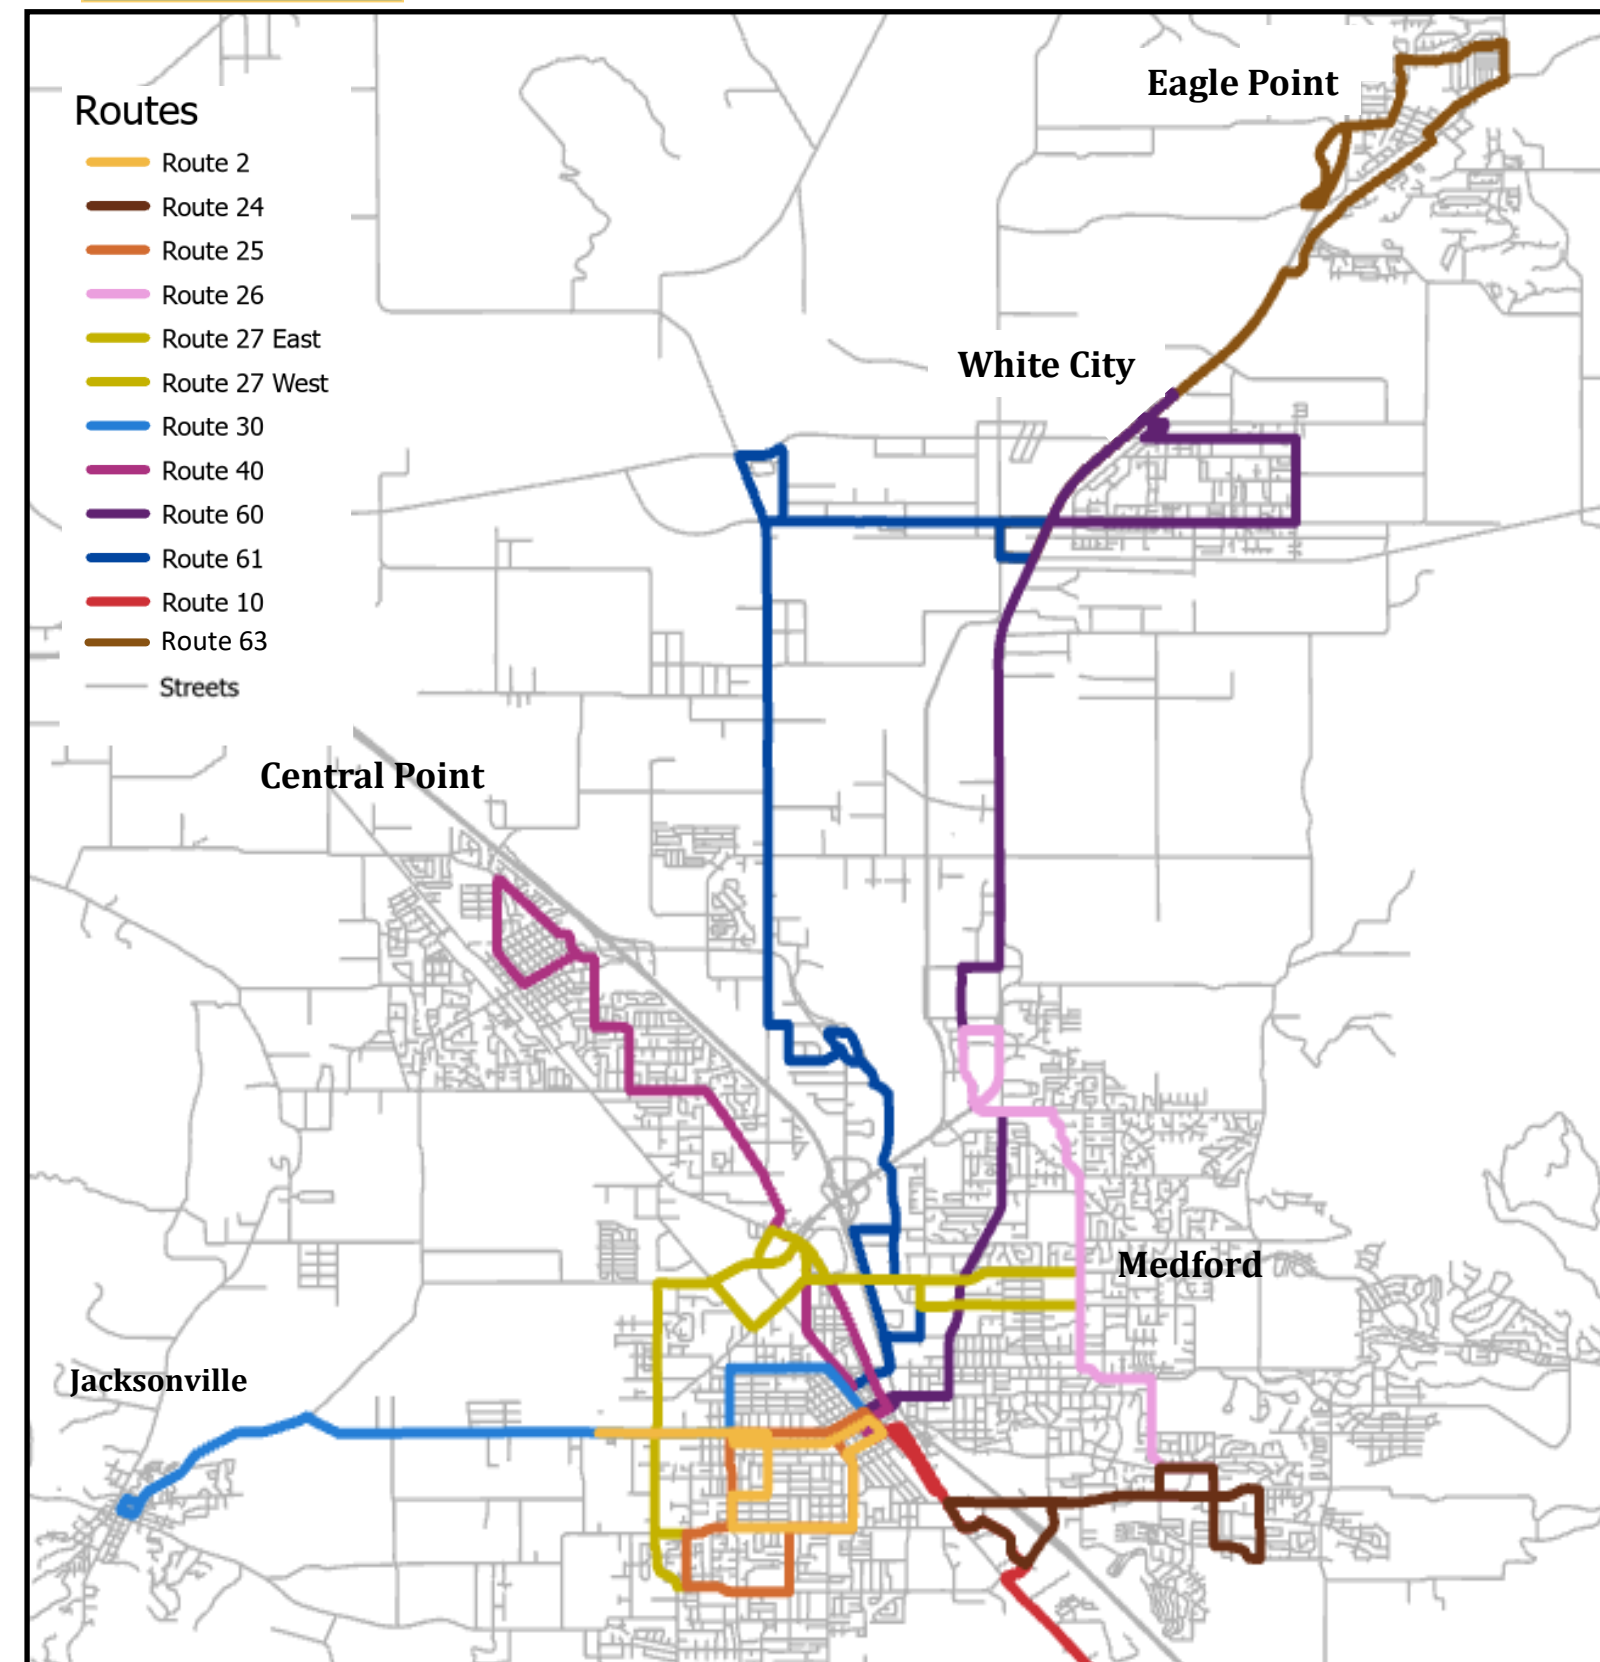 Eagle Point
Routes
Route 2
Route 24
Route 25
Route 26
Route 27 East
White City
Route 27 West
Route 30
Route 40
Route 60
Route 61
Route 10
Route 63
Streets
Central Point
Medford
Jacksonville